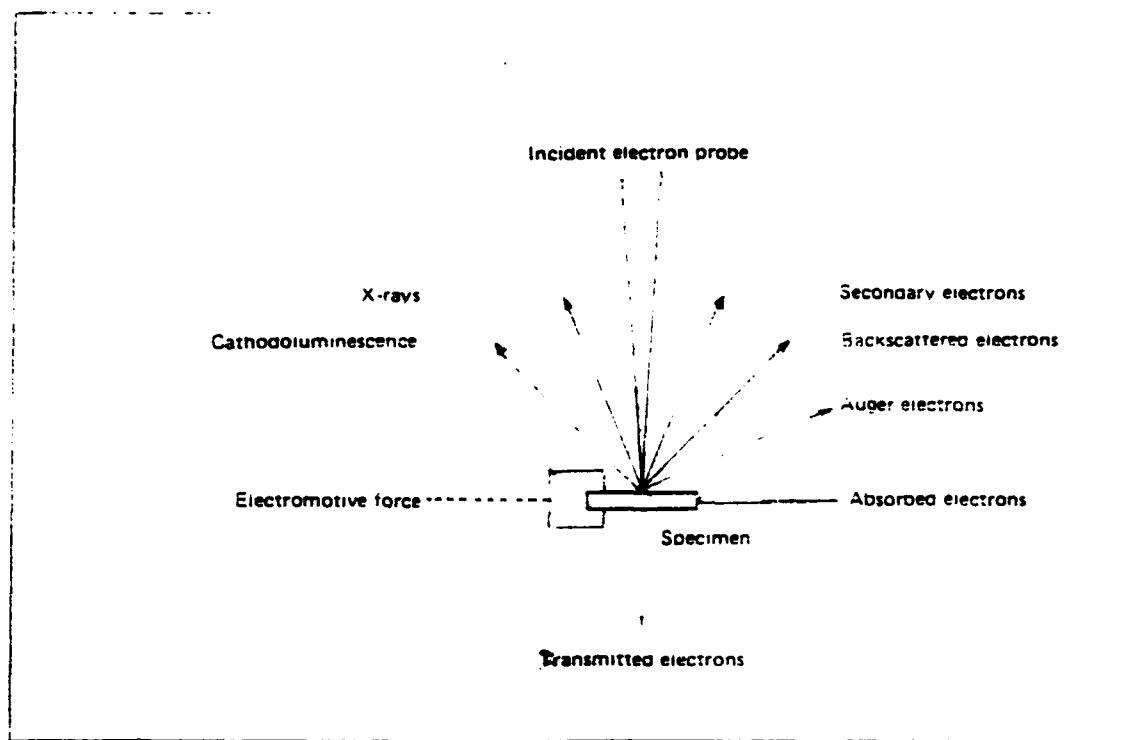 Incident electron probe
X-rays
Secondary electrons
Cathodoluminescence
Backscattered electrons
Auger electrons
Electromotive force
Absorbed electrons
Specimen
Transmitted electrons